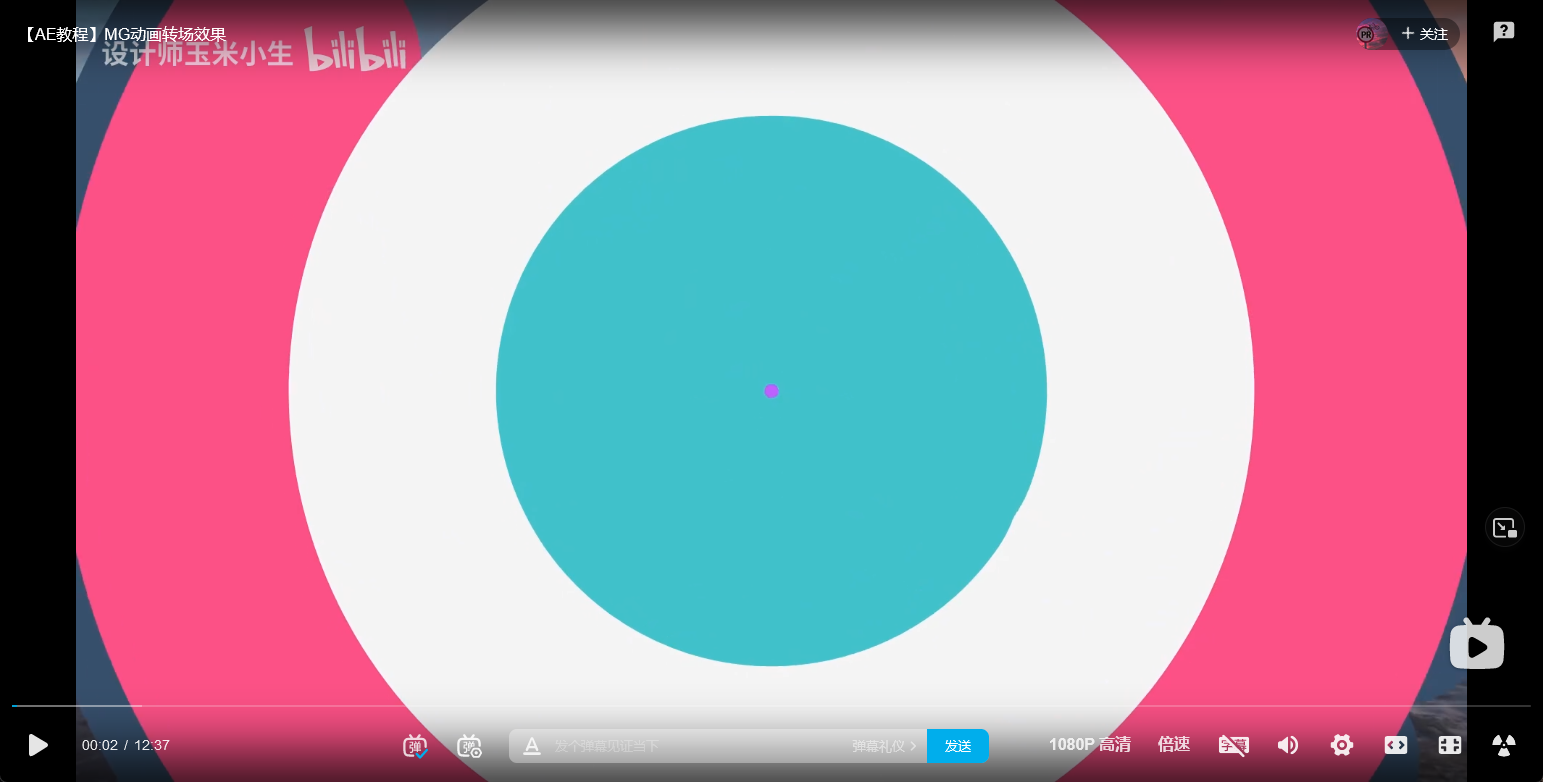 【AE教程】MG动画转场效果
设计师玉米小生 bilibili
PR
+ 关注
00:02 / 12:37
弹
弹
A 发个弹幕见证当下 弹幕礼仪 > 发送
1080P 高清 倍速 字幕